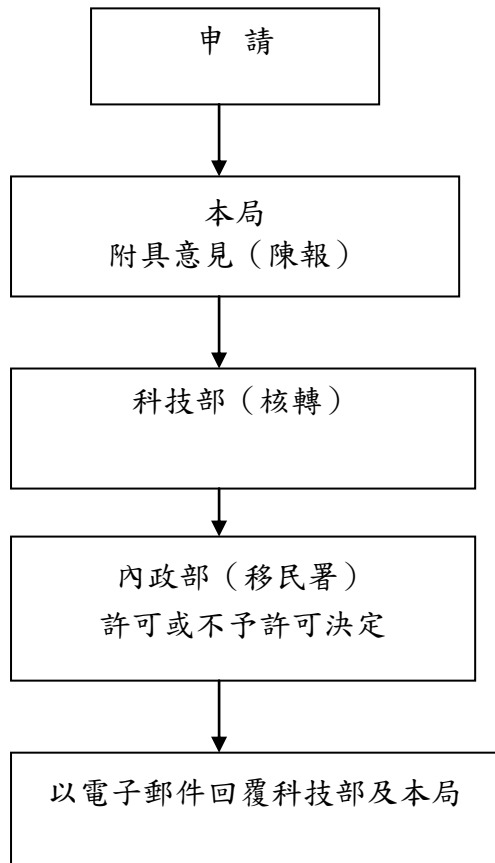 申 請
本局
附具意見（陳報）
科技部（核轉）
內政部（移民署）
許可或不予許可決定
以電子郵件回覆科技部及本局